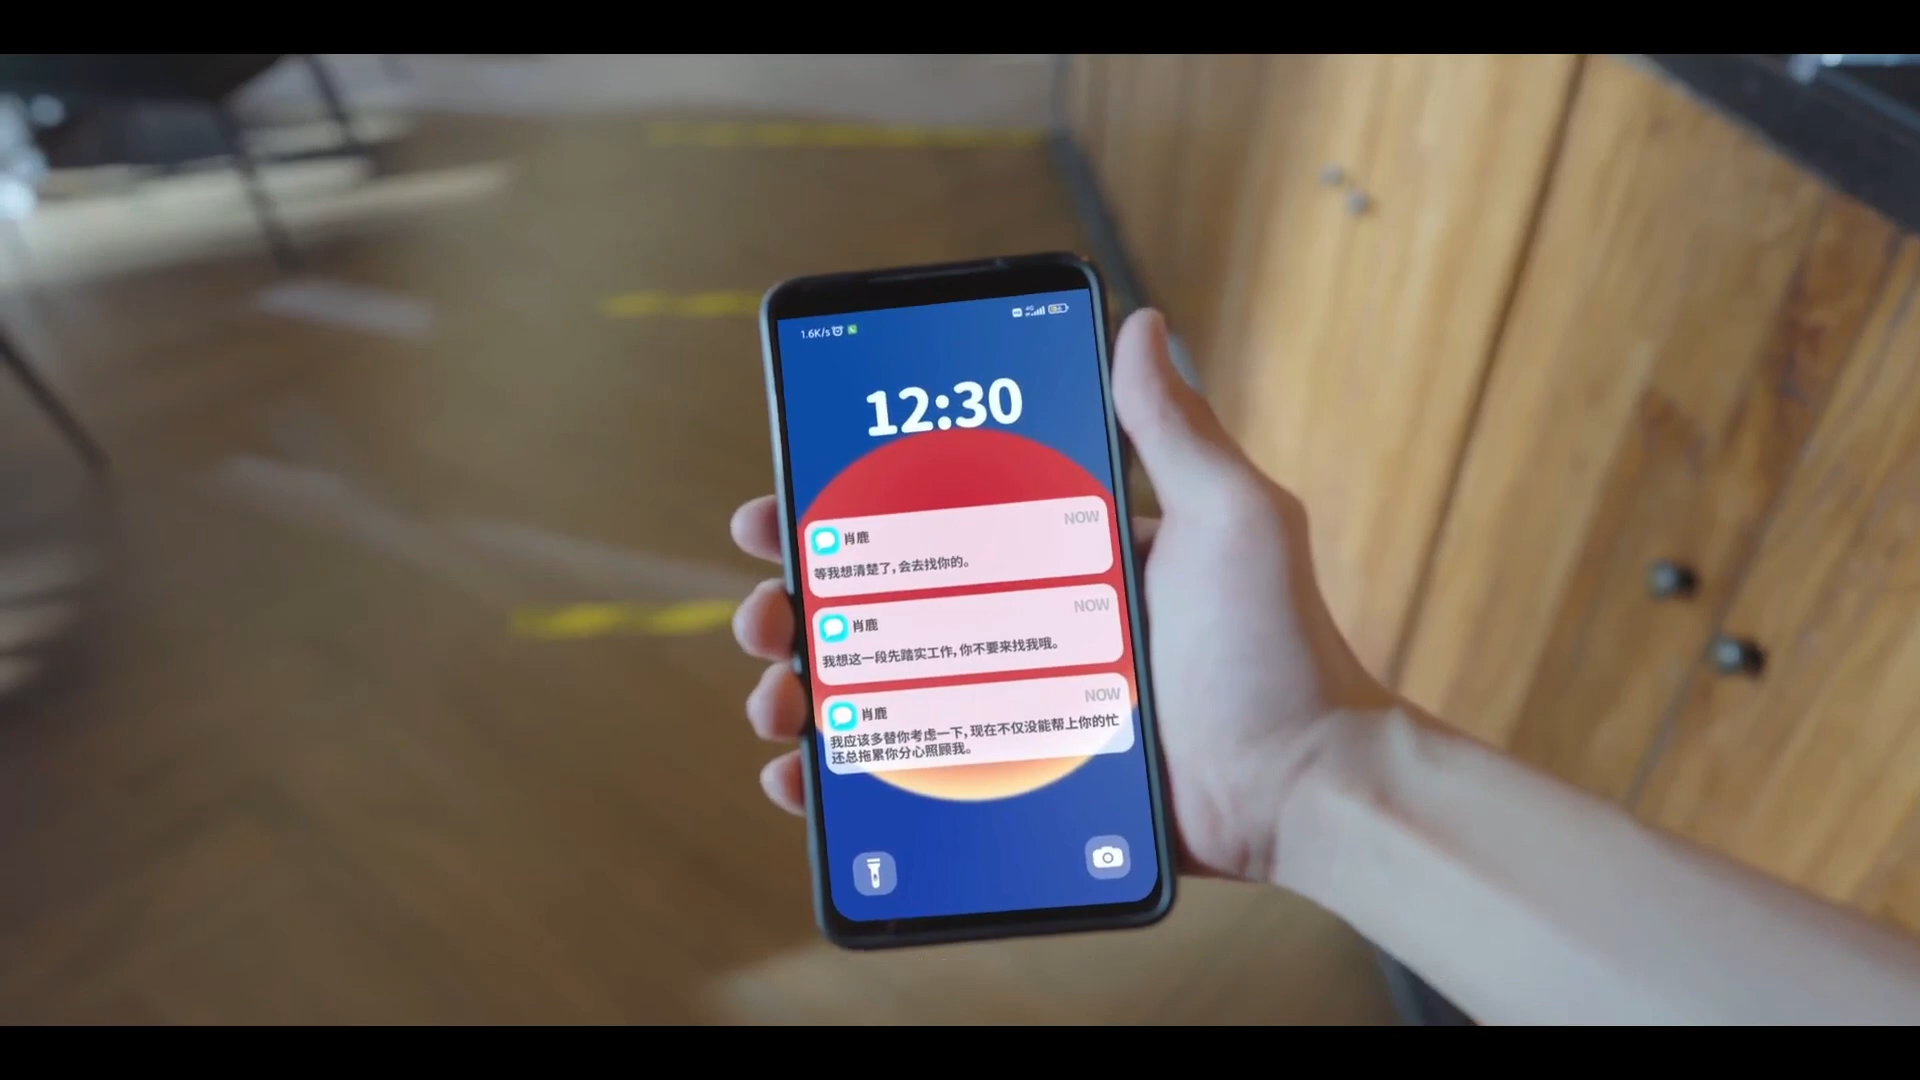 1.6K/s
12:30
肖鹿
NOW
等我想清楚了,会去找你的。
肖鹿
NOW
我想这一段先踏实工作,你不要来找我哦。
肖鹿
NOW
我应该多替你考虑一下,现在不仅没能帮上你的忙
还总拖累你分心照顾我。